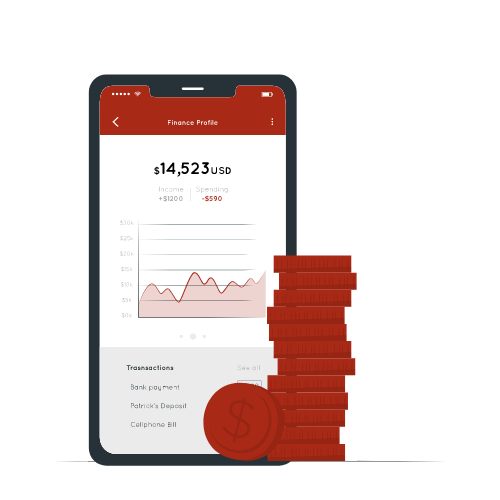 Finance Profile
$14,523USD
Income Spending
+$1200 -$590
$30k
$25k
$20k
$15k
$10k
$5k
$0k
Transactions See all
Bank payment
Patrick's Deposit
Cellphone Bill
$